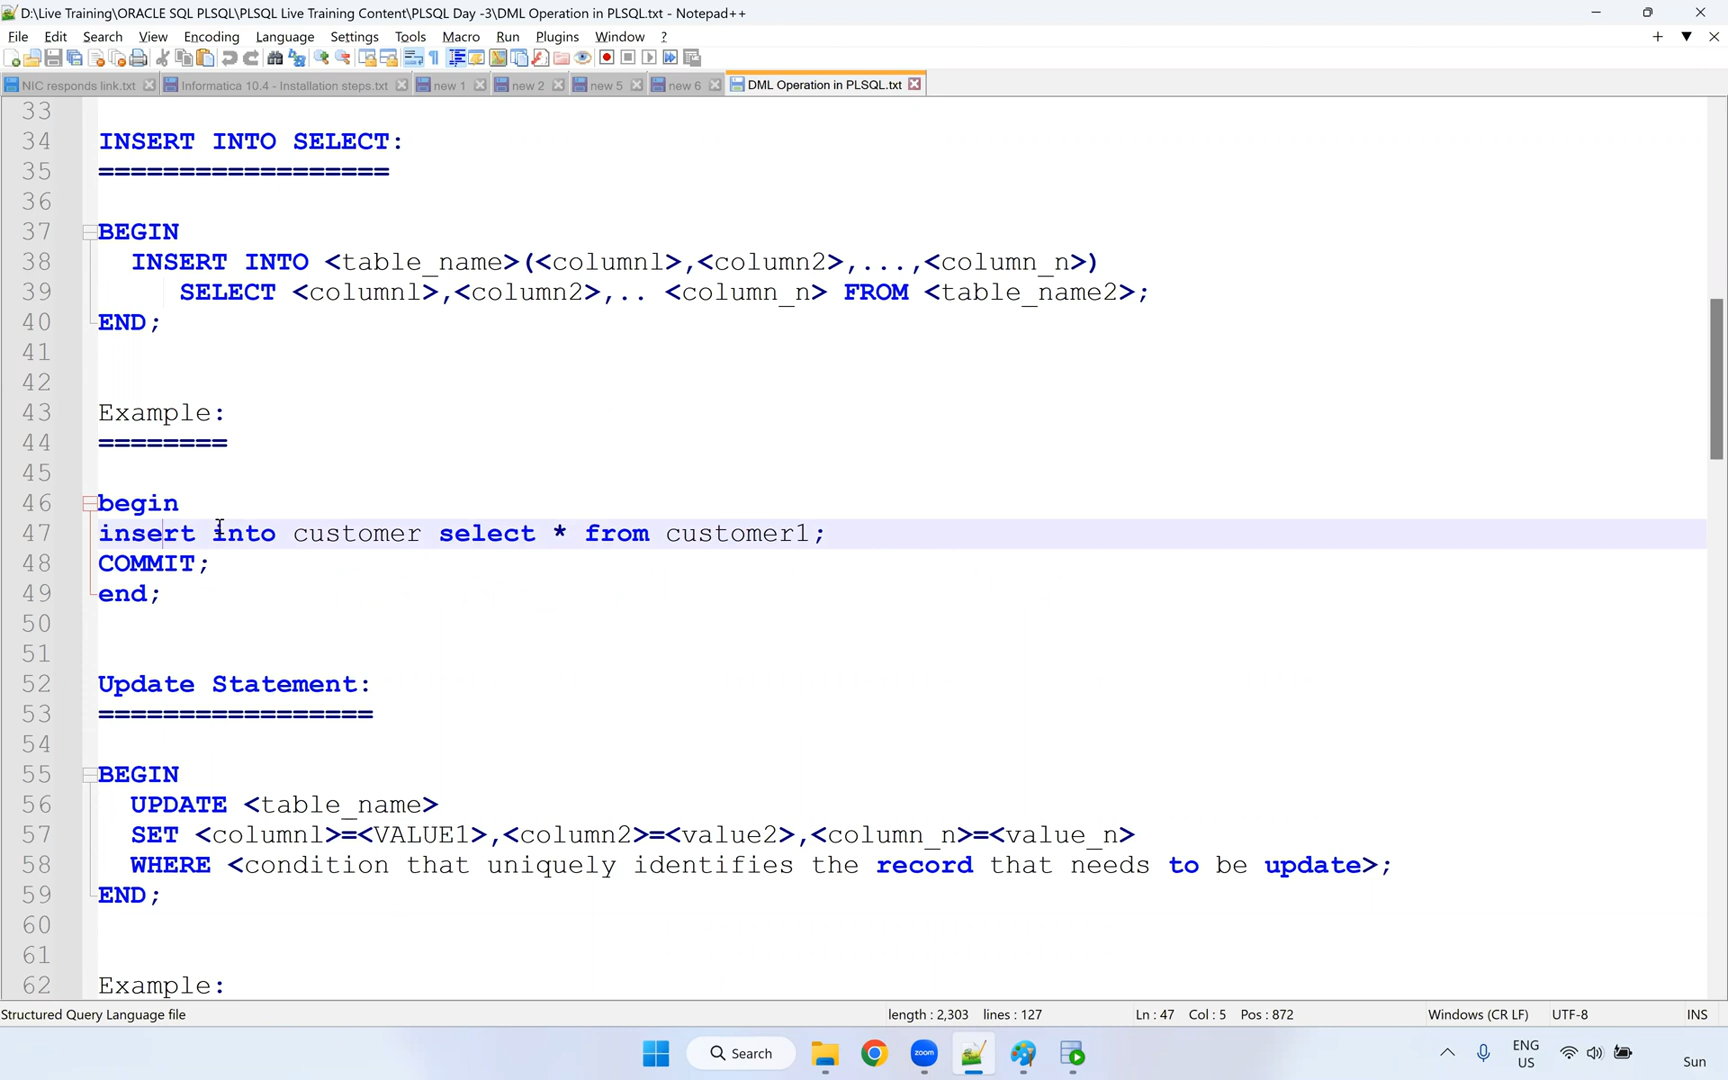 D:\Live Training\ORACLE SQL PLSQL\PLSQL Live Training Content\PLSQL Day -3\DML Operation in PLSQL.txt - Notepad++
File Edit Search View Encoding Language Settings Tools Macro Run Plugins Window ?
NIC responds link.txt Informatica 10.4 - Installation steps.txt new 1 new 2 new 5 new 6 DML Operation in PLSQL.txt
33
34 INSERT INTO SELECT:
35 ==================
36
37 BEGIN
38 INSERT INTO <table_name>(<column1>,<column2>,...,<column_n>)
39 SELECT <column1>,<column2>,.. <column_n> FROM <table_name2>;
40 END;
41
42
43 Example:
44 ========
45
46 begin
47 insert into customer select * from customer1;
48 COMMIT;
49 end;
50
51
52 Update Statement:
53 =================
54
55 BEGIN
56 UPDATE <table_name>
57 SET <column1>=<VALUE1>,<column2>=<value2>,<column_n>=<value_n>
58 WHERE <condition that uniquely identifies the record that needs to be update>;
59 END;
60
61
62 Example:
Structured Query Language file length : 2,303 lines : 127 Ln : 47 Col : 5 Pos : 872 Windows (CR LF) UTF-8 INS
Search zoom ENG
US Sun